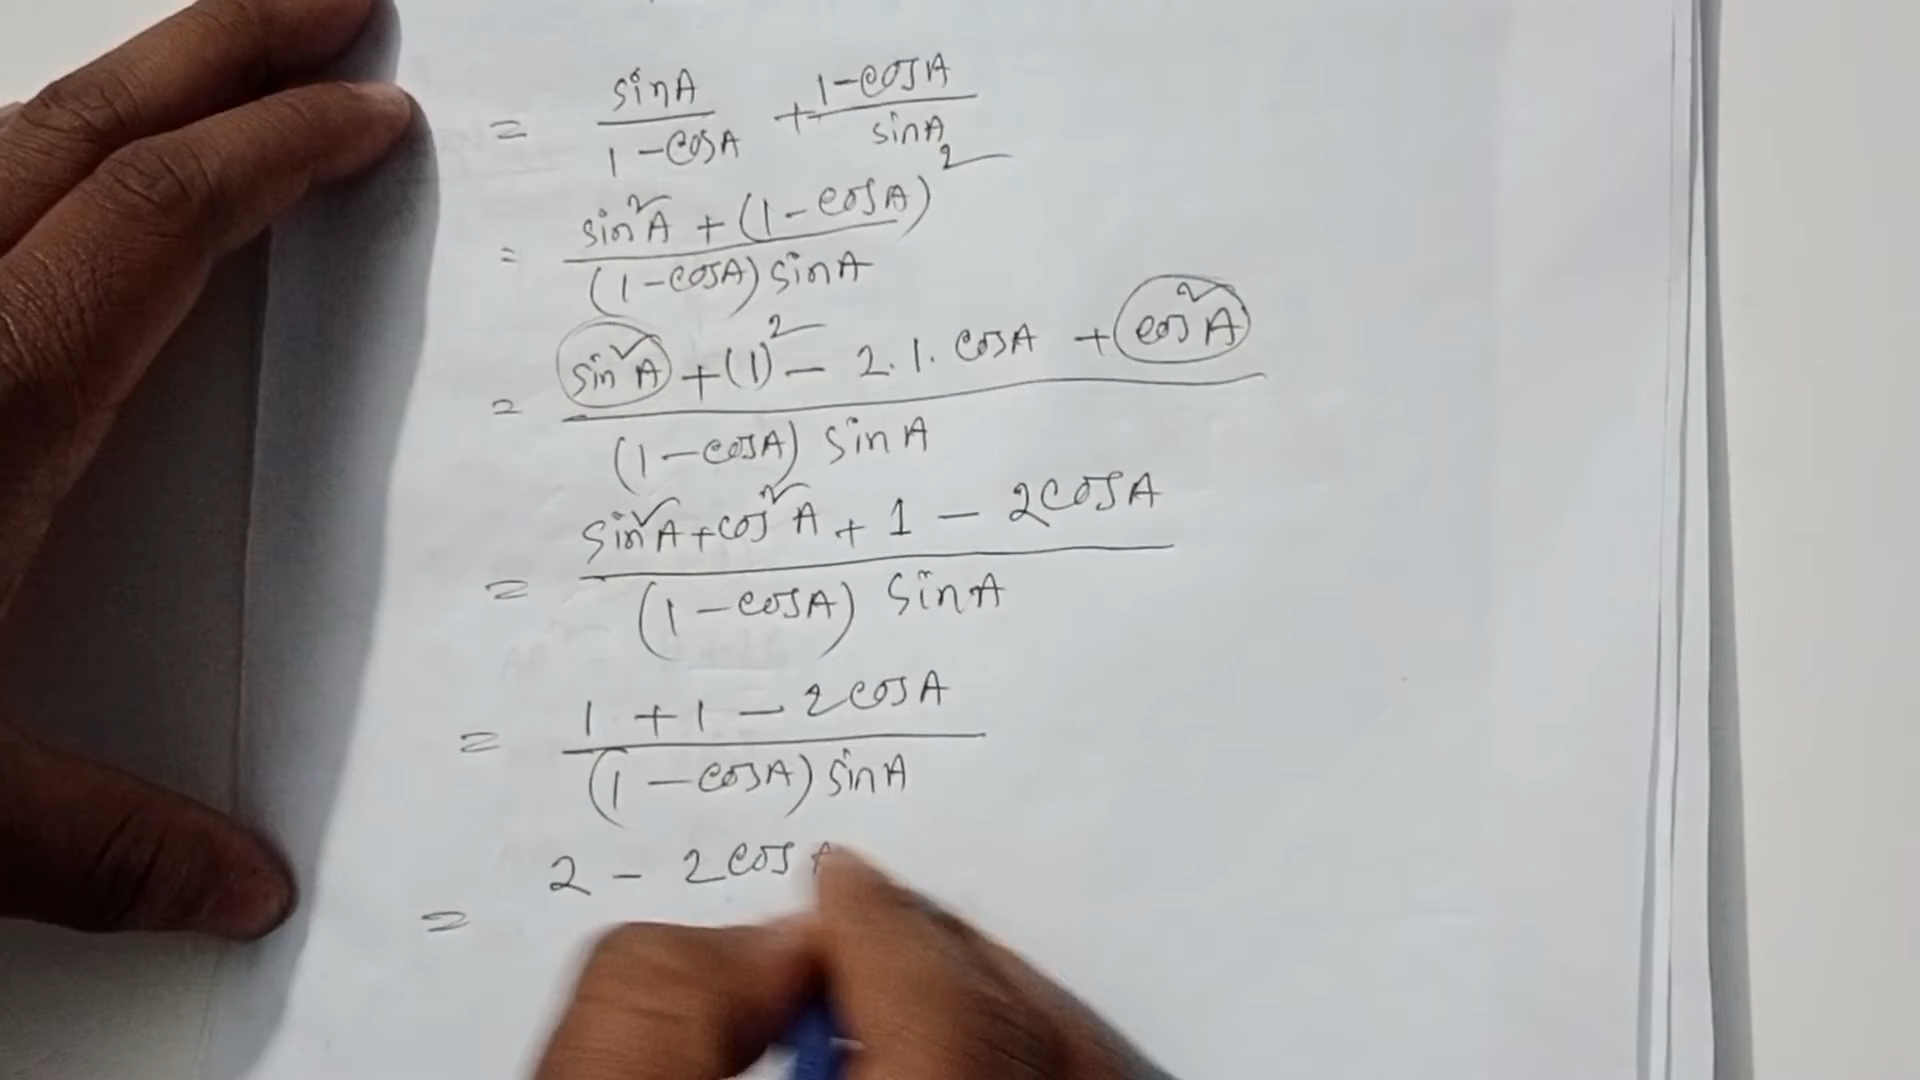 = sinA/(1-cosA) + (1-cosA)/sinA
= (sin²A + (1-cosA)²)/((1-cosA) sinA)
= (sin²A + (1)² - 2.1. cosA + cos²A)/((1-cosA) sinA)
= (sin²A + cos²A + 1 - 2cosA)/((1-cosA) sinA)
= (1 + 1 - 2cosA)/((1-cosA) sinA)
= 2 - 2cosA